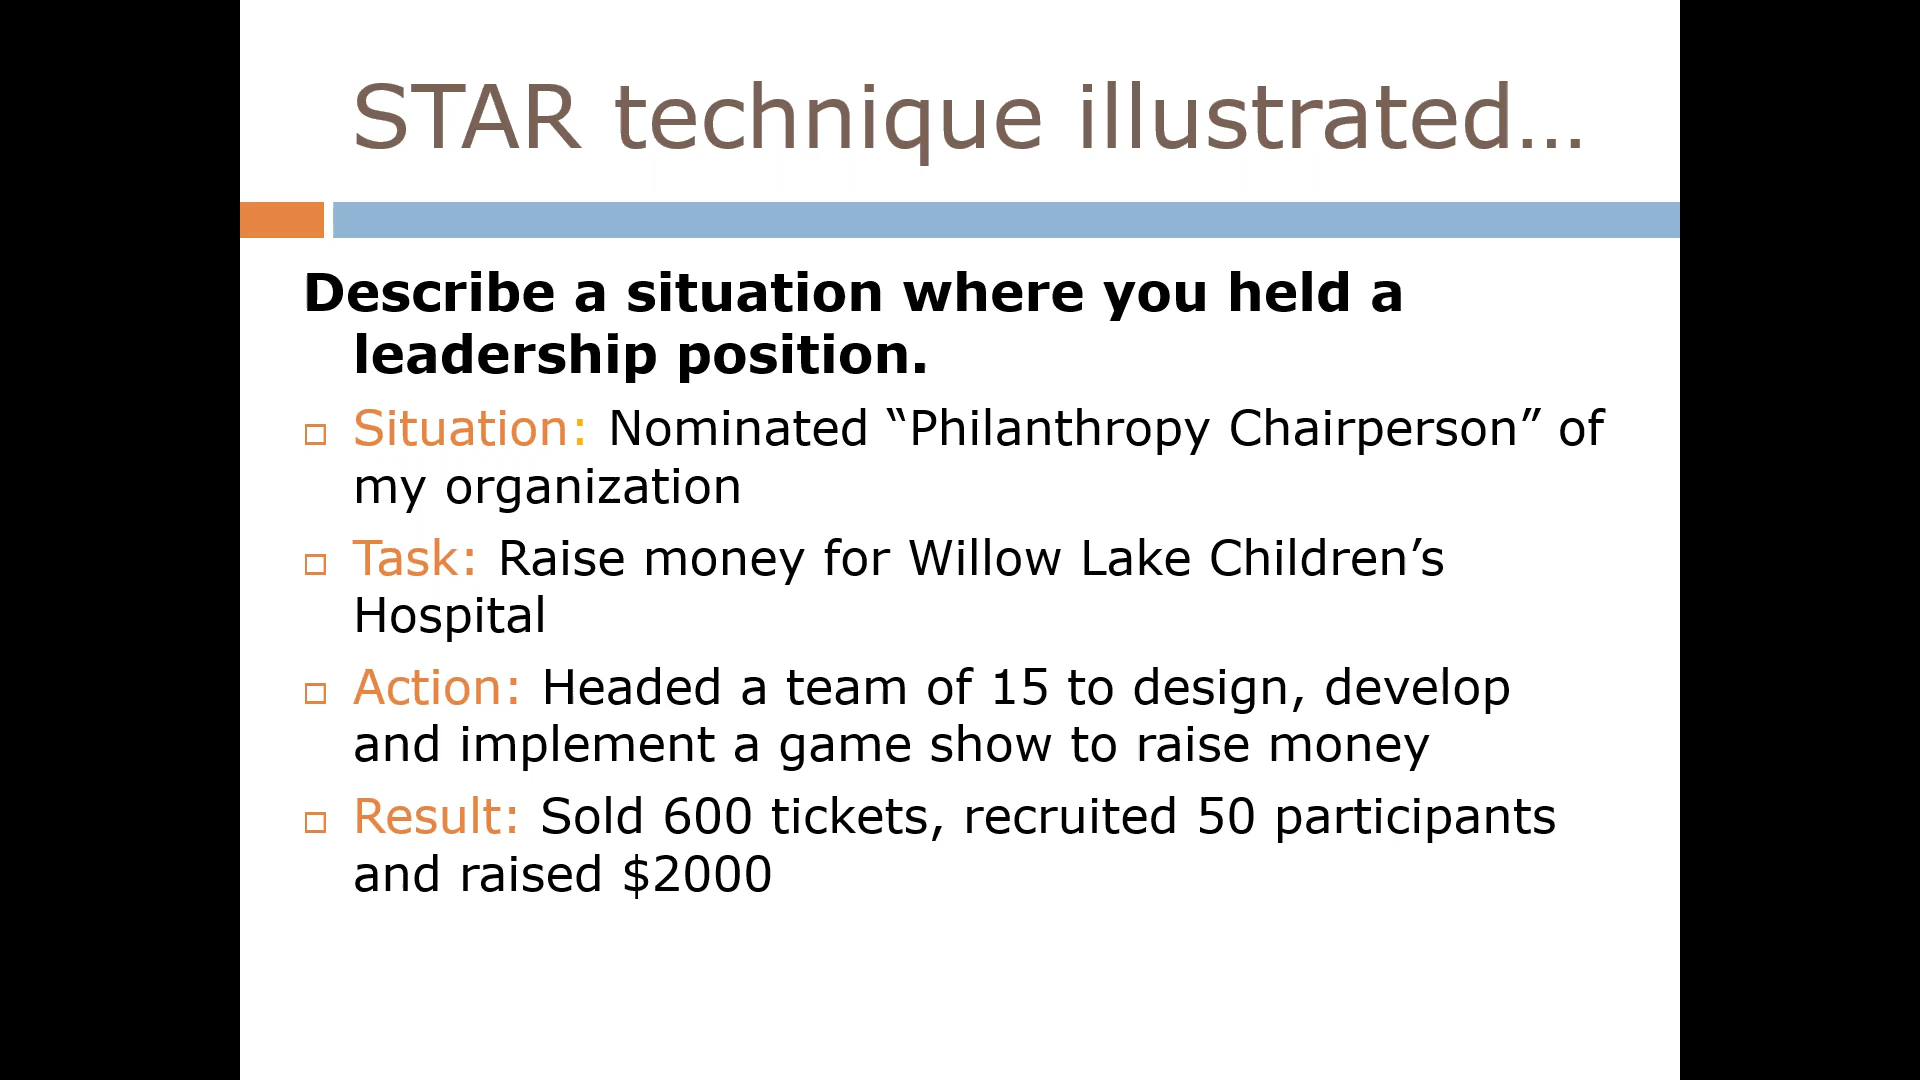 STAR technique illustrated...
Describe a situation where you held a
leadership position.
Situation: Nominated “Philanthropy Chairperson” of
my organization
Task: Raise money for Willow Lake Children’s
Hospital
Action: Headed a team of 15 to design, develop
and implement a game show to raise money
Result: Sold 600 tickets, recruited 50 participants
and raised $2000